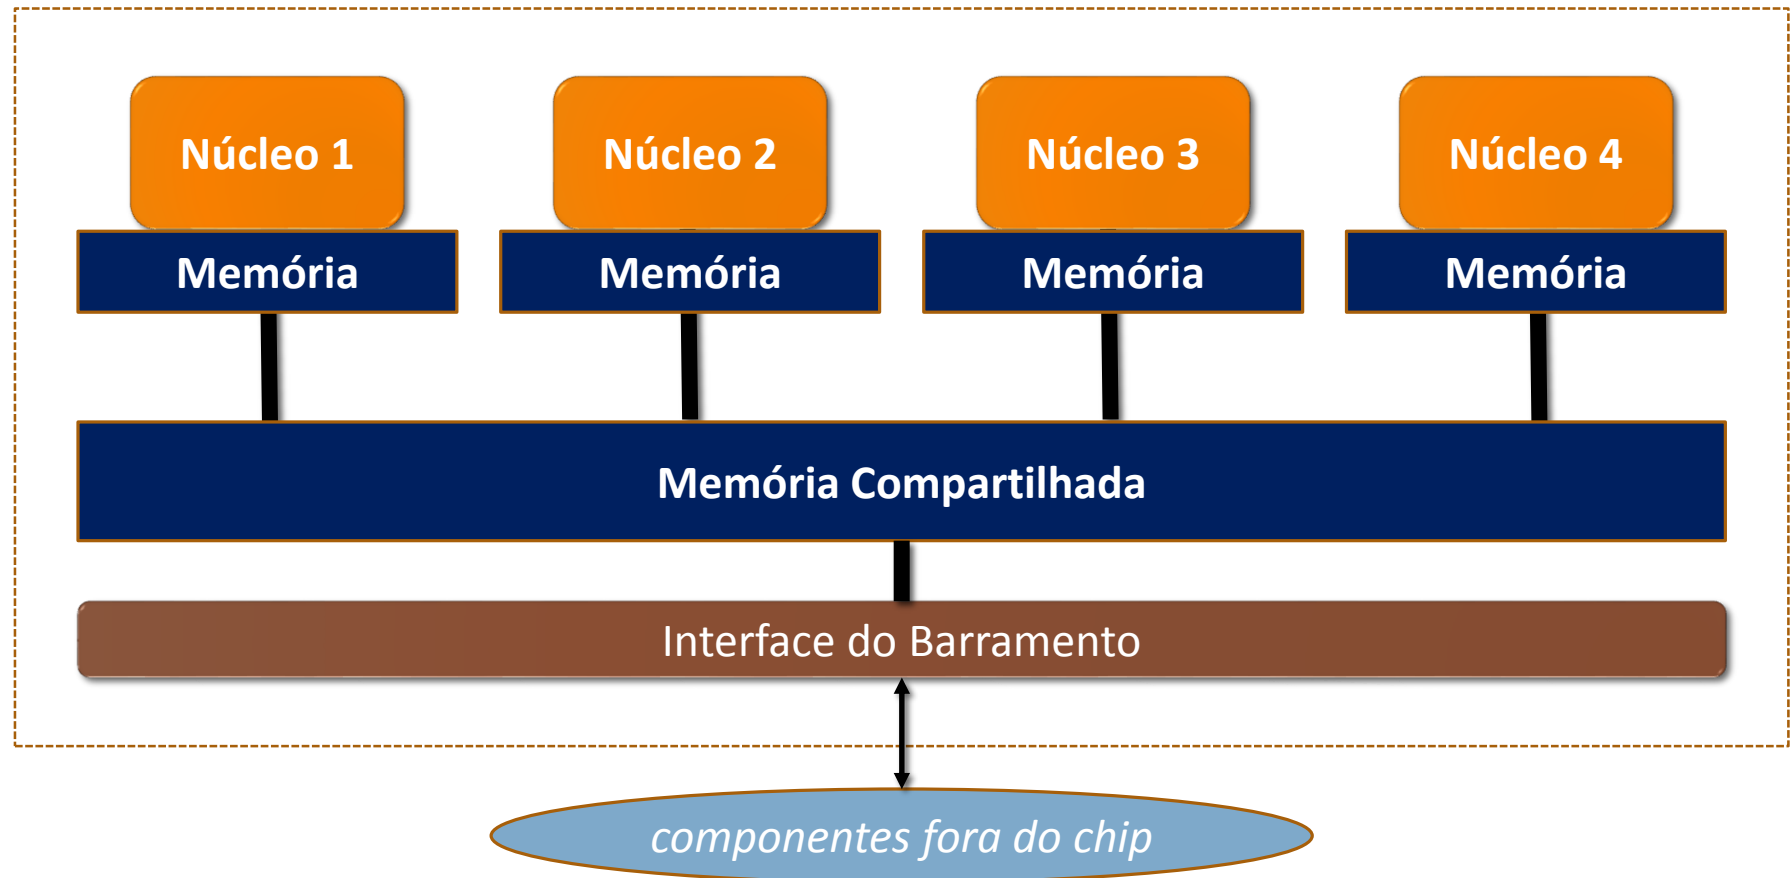 Núcleo 1
Núcleo 2
Núcleo 3
Núcleo 4
Memória
Memória
Memória
Memória
Memória Compartilhada
Interface do Barramento
componentes fora do chip